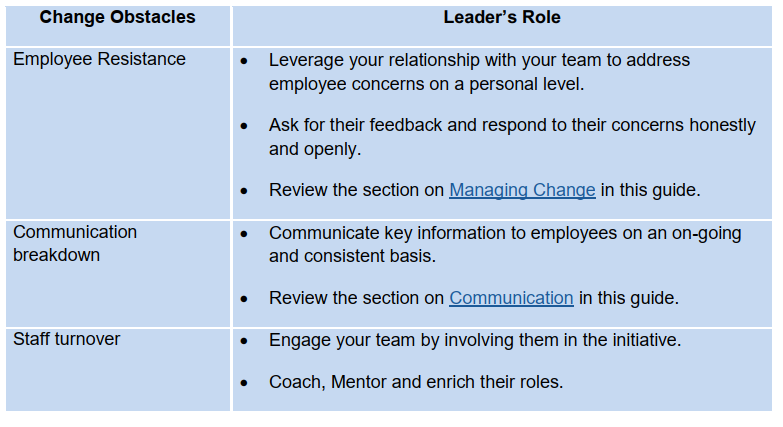 Change Obstacles
Leader's Role
Employee Resistance
• Leverage your relationship with your team to address
employee concerns on a personal level.
• Ask for their feedback and respond to their concerns honestly
and openly.
• Review the section on Managing Change in this guide.
Communication
breakdown
• Communicate key information to employees on an on-going
and consistent basis.
• Review the section on Communication in this guide.
Staff turnover
• Engage your team by involving them in the initiative.
• Coach, Mentor and enrich their roles.